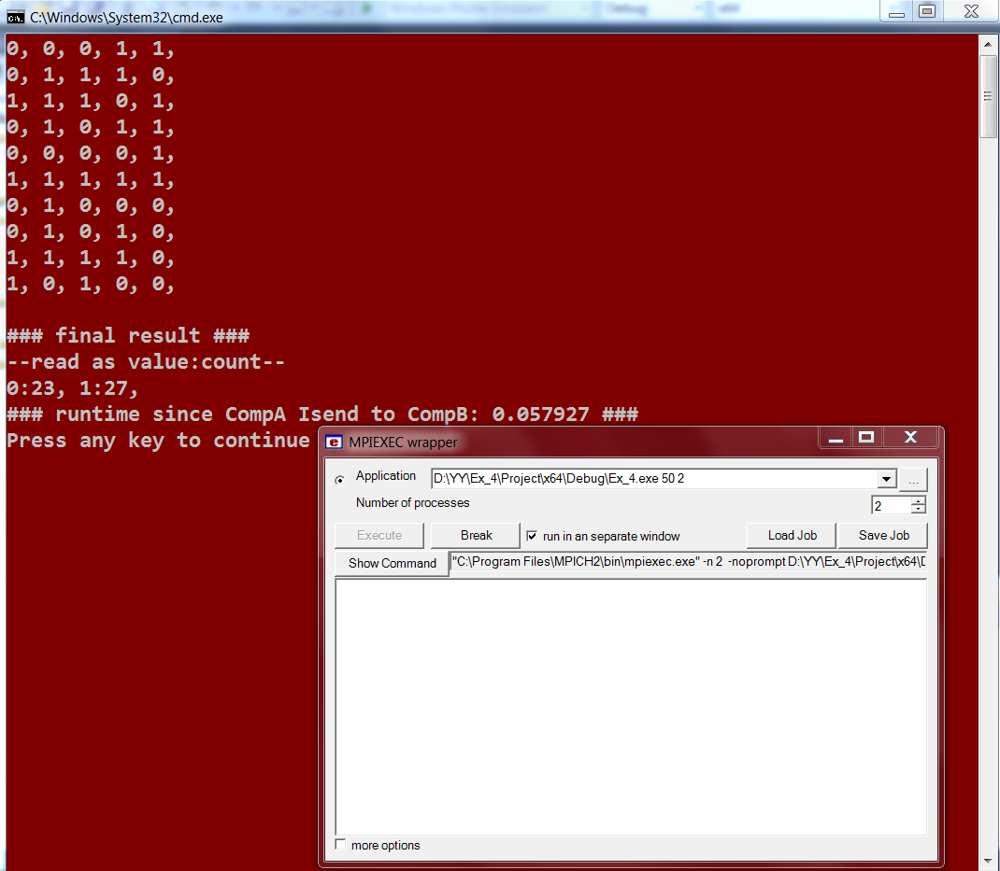 C:\Windows\System32\cmd.exe
0, 0, 0, 1, 1,
0, 1, 1, 1, 0,
1, 1, 1, 0, 1,
0, 1, 0, 1, 1,
0, 0, 0, 0, 1,
1, 1, 1, 1, 1,
0, 1, 0, 0, 0,
0, 1, 0, 1, 0,
1, 1, 1, 1, 0,
1, 0, 1, 0, 0,
### final result ###
--read as value:count--
0:23, 1:27,
### runtime since CompA Isend to CompB: 0.057927 ###
Press any key to continue
MPIEXEC wrapper
Application D:\YY\Ex_4\Project\x64\Debug\Ex_4.exe 50 2 ...
Number of processes 2
Execute Break run in an separate window Load Job Save Job
Show Command "C:\Program Files\MPICH2\bin\mpiexec.exe" -n 2 -noprompt D:\YY\Ex_4\Project\x64\D
more options